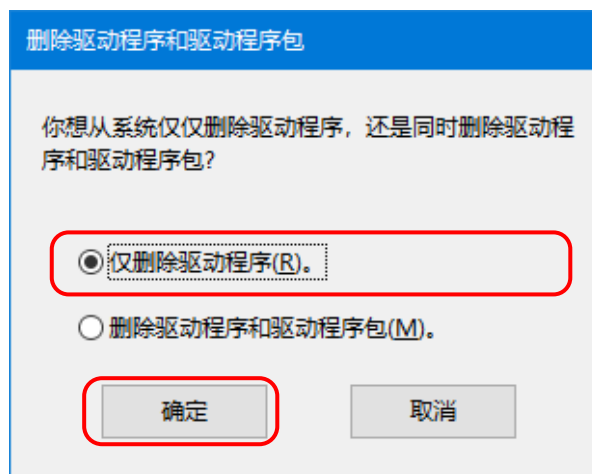 删除驱动程序和驱动程序包
你想从系统仅仅删除驱动程序，还是同时删除驱动程
序和驱动程序包?
仅删除驱动程序(R)。
删除驱动程序和驱动程序包(M)。
确定
取消